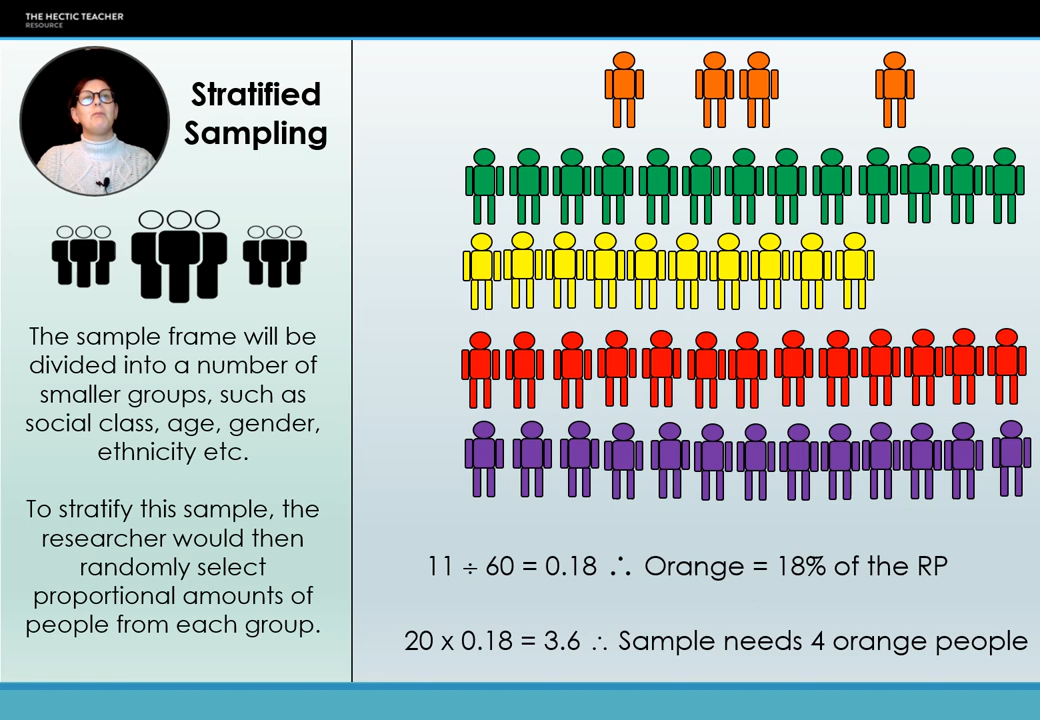 THE HECTIC TEACHER
RESOURCE
Stratified
Sampling
The sample frame will be
divided into a number of
smaller groups, such as
social class, age, gender,
ethnicity etc.
To stratify this sample, the
researcher would then
randomly select
proportional amounts of
people from each group.
11 ÷ 60 = 0.18 ∴ Orange = 18% of the RP
20 x 0.18 = 3.6 ∴ Sample needs 4 orange people